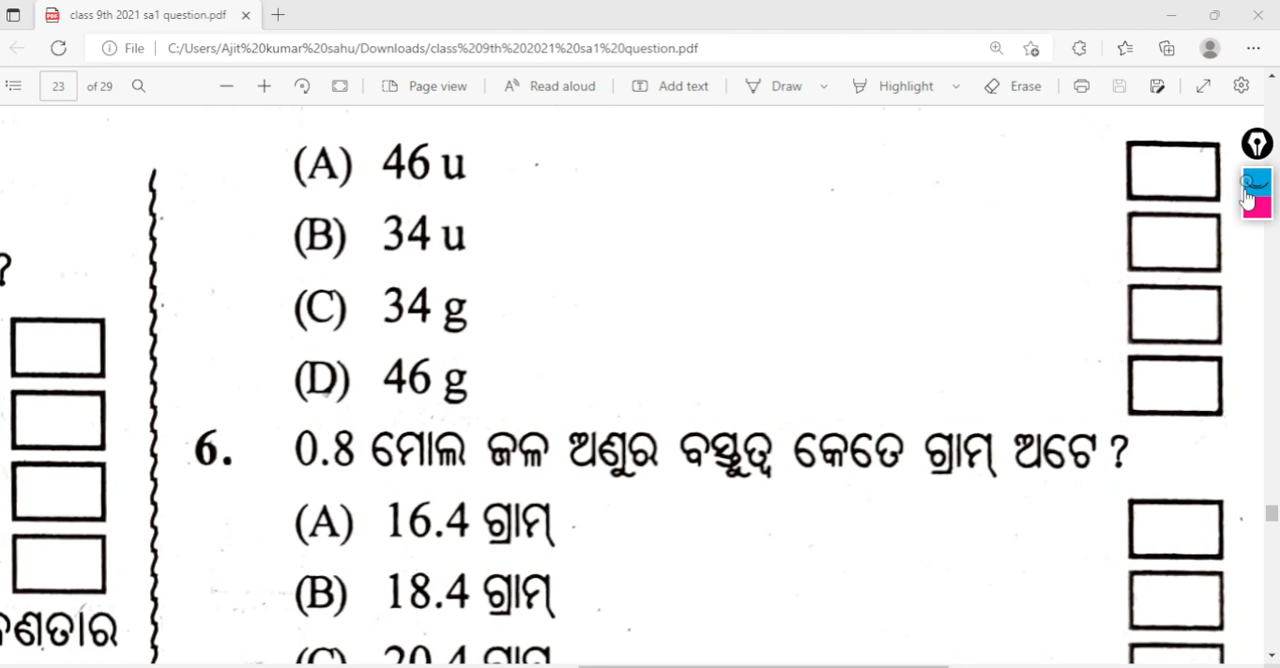 class 9th 2021 sa1 question.pdf
File C:/Users/Ajit%20kumar%20sahu/Downloads/class%209th%202021%20sa1%20question.pdf
23 of 29 Page view Read aloud Add text Draw Highlight Erase
(A) 46 u
(B) 34 u
?
(C) 34 g
(D) 46 g
6. 0.8 ମୋଲ ଜଳ ଅଣୁର ବସ୍ତୁତ୍ଵ କେତେ ଗ୍ରାମ୍ ଅଟେ ?
(A) 16.4 ଗ୍ରାମ୍
(B) 18.4 ଗ୍ରାମ୍
(C) 20.4 ଗ୍ରାମ୍